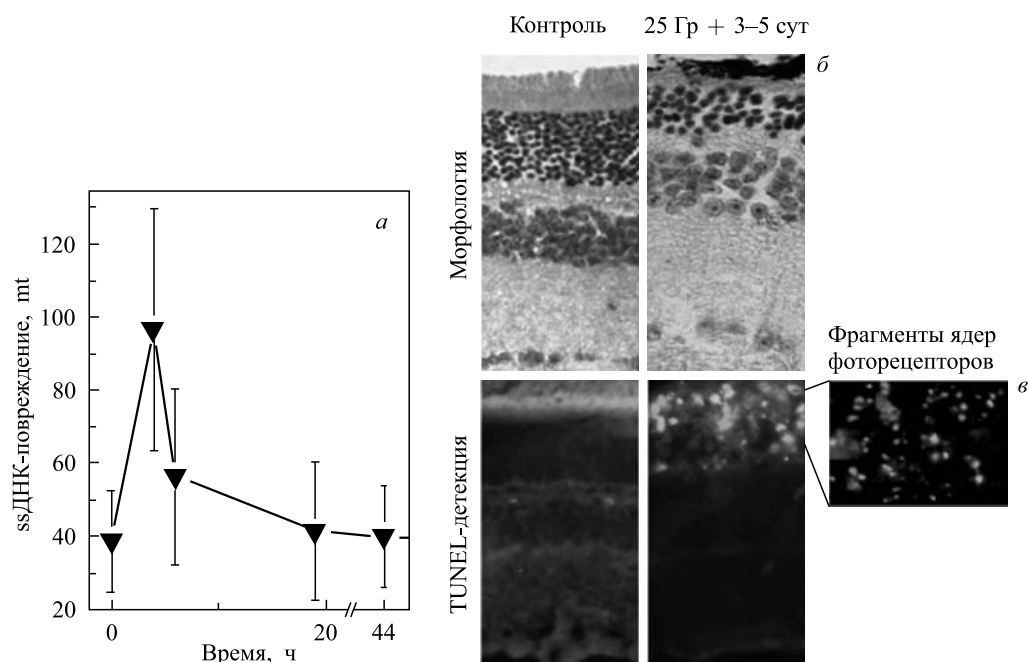 Контроль
25 Гр + 3–5 сут
б
Морфология
TUNEL-детекция
Фрагменты ядер
фоторецепторов
в
а
ssДНК-повреждение, mt
120
100
80
60
40
20
0
20
44
Время, ч